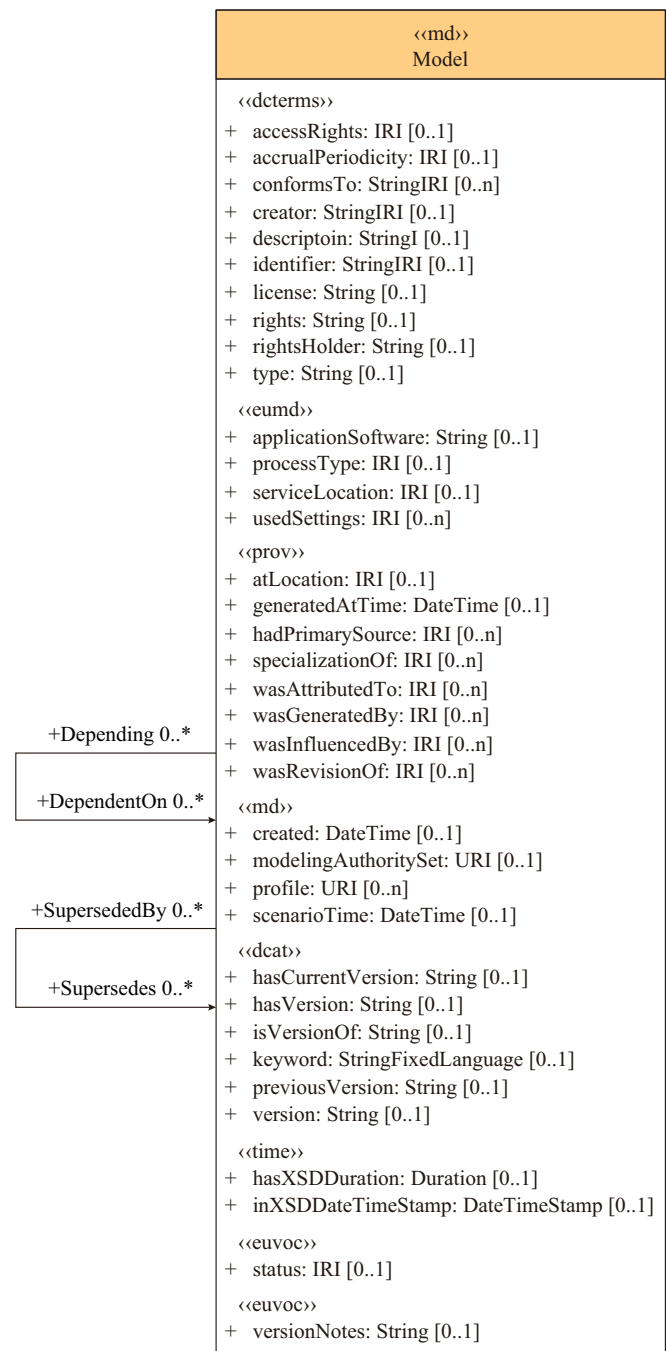 ‹‹md››
Model
‹‹dcterms››
+ accessRights: IRI [0..1]
+ accrualPeriodicity: IRI [0..1]
+ conformsTo: StringIRI [0..n]
+ creator: StringIRI [0..1]
+ descriptoin: StringI [0..1]
+ identifier: StringIRI [0..1]
+ license: String [0..1]
+ rights: String [0..1]
+ rightsHolder: String [0..1]
+ type: String [0..1]
‹‹eumd››
+ applicationSoftware: String [0..1]
+ processType: IRI [0..1]
+ serviceLocation: IRI [0..1]
+ usedSettings: IRI [0..n]
‹‹prov››
+ atLocation: IRI [0..1]
+ generatedAtTime: DateTime [0..1]
+ hadPrimarySource: IRI [0..n]
+ specializationOf: IRI [0..n]
+ wasAttributedTo: IRI [0..n]
+ wasGeneratedBy: IRI [0..n]
+ wasInfluencedBy: IRI [0..n]
+ wasRevisionOf: IRI [0..n]
+Depending 0..*
+DependentOn 0..*
‹‹md››
+ created: DateTime [0..1]
+ modelingAuthoritySet: URI [0..1]
+ profile: URI [0..n]
+ scenarioTime: DateTime [0..1]
+SupersededBy 0..*
+Supersedes 0..*
‹‹dcat››
+ hasCurrentVersion: String [0..1]
+ hasVersion: String [0..1]
+ isVersionOf: String [0..1]
+ keyword: StringFixedLanguage [0..1]
+ previousVersion: String [0..1]
+ version: String [0..1]
‹‹time››
+ hasXSDDuration: Duration [0..1]
+ inXSDDateTimeStamp: DateTimeStamp [0..1]
‹‹euvoc››
+ status: IRI [0..1]
‹‹euvoc››
+ versionNotes: String [0..1]